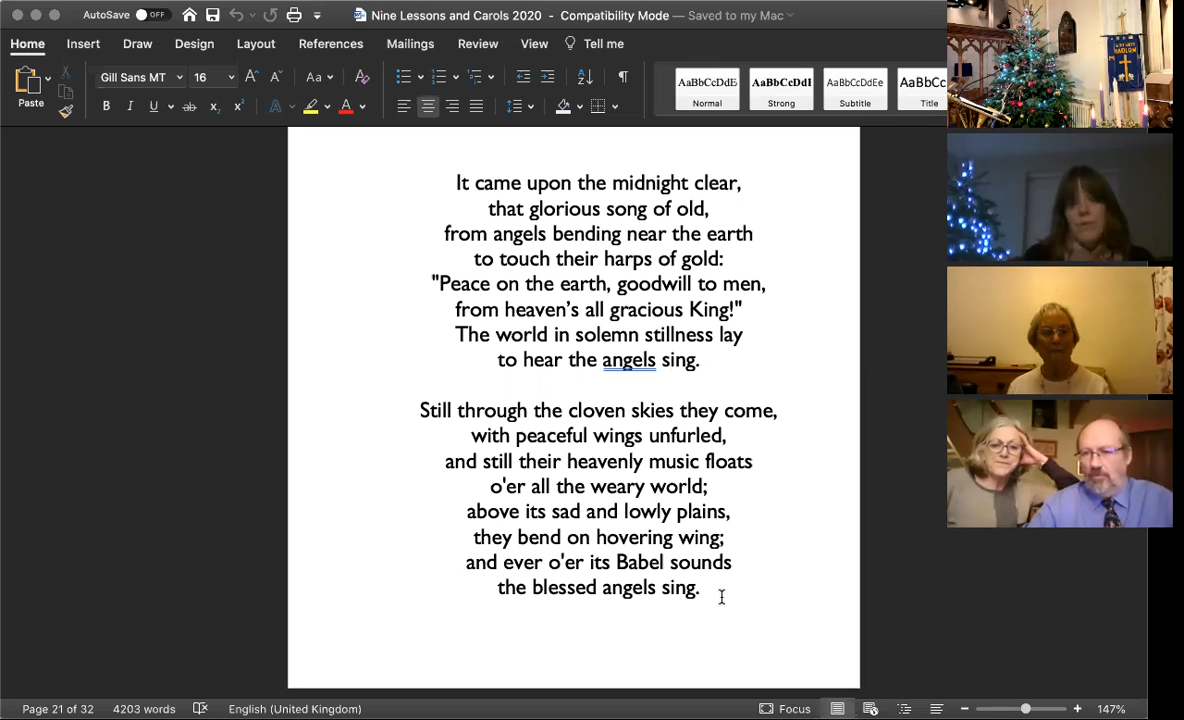 AutoSave OFF
Nine Lessons and Carols 2020 - Compatibility Mode — Saved to my Mac
Home Insert Draw Design Layout References Mailings Review View Tell me
Paste
Gill Sans MT 16
AaBbCcDdE AaBbCcDdI AaBbCcDdEe AaBbCc
Normal Strong Subtitle Title
It came upon the midnight clear,
that glorious song of old,
from angels bending near the earth
to touch their harps of gold:
"Peace on the earth, goodwill to men,
from heaven’s all gracious King!"
The world in solemn stillness lay
to hear the angels sing.
Still through the cloven skies they come,
with peaceful wings unfurled,
and still their heavenly music floats
o'er all the weary world;
above its sad and lowly plains,
they bend on hovering wing;
and ever o'er its Babel sounds
the blessed angels sing.
HADLOW
Page 21 of 32 4203 words English (United Kingdom) Focus 147%